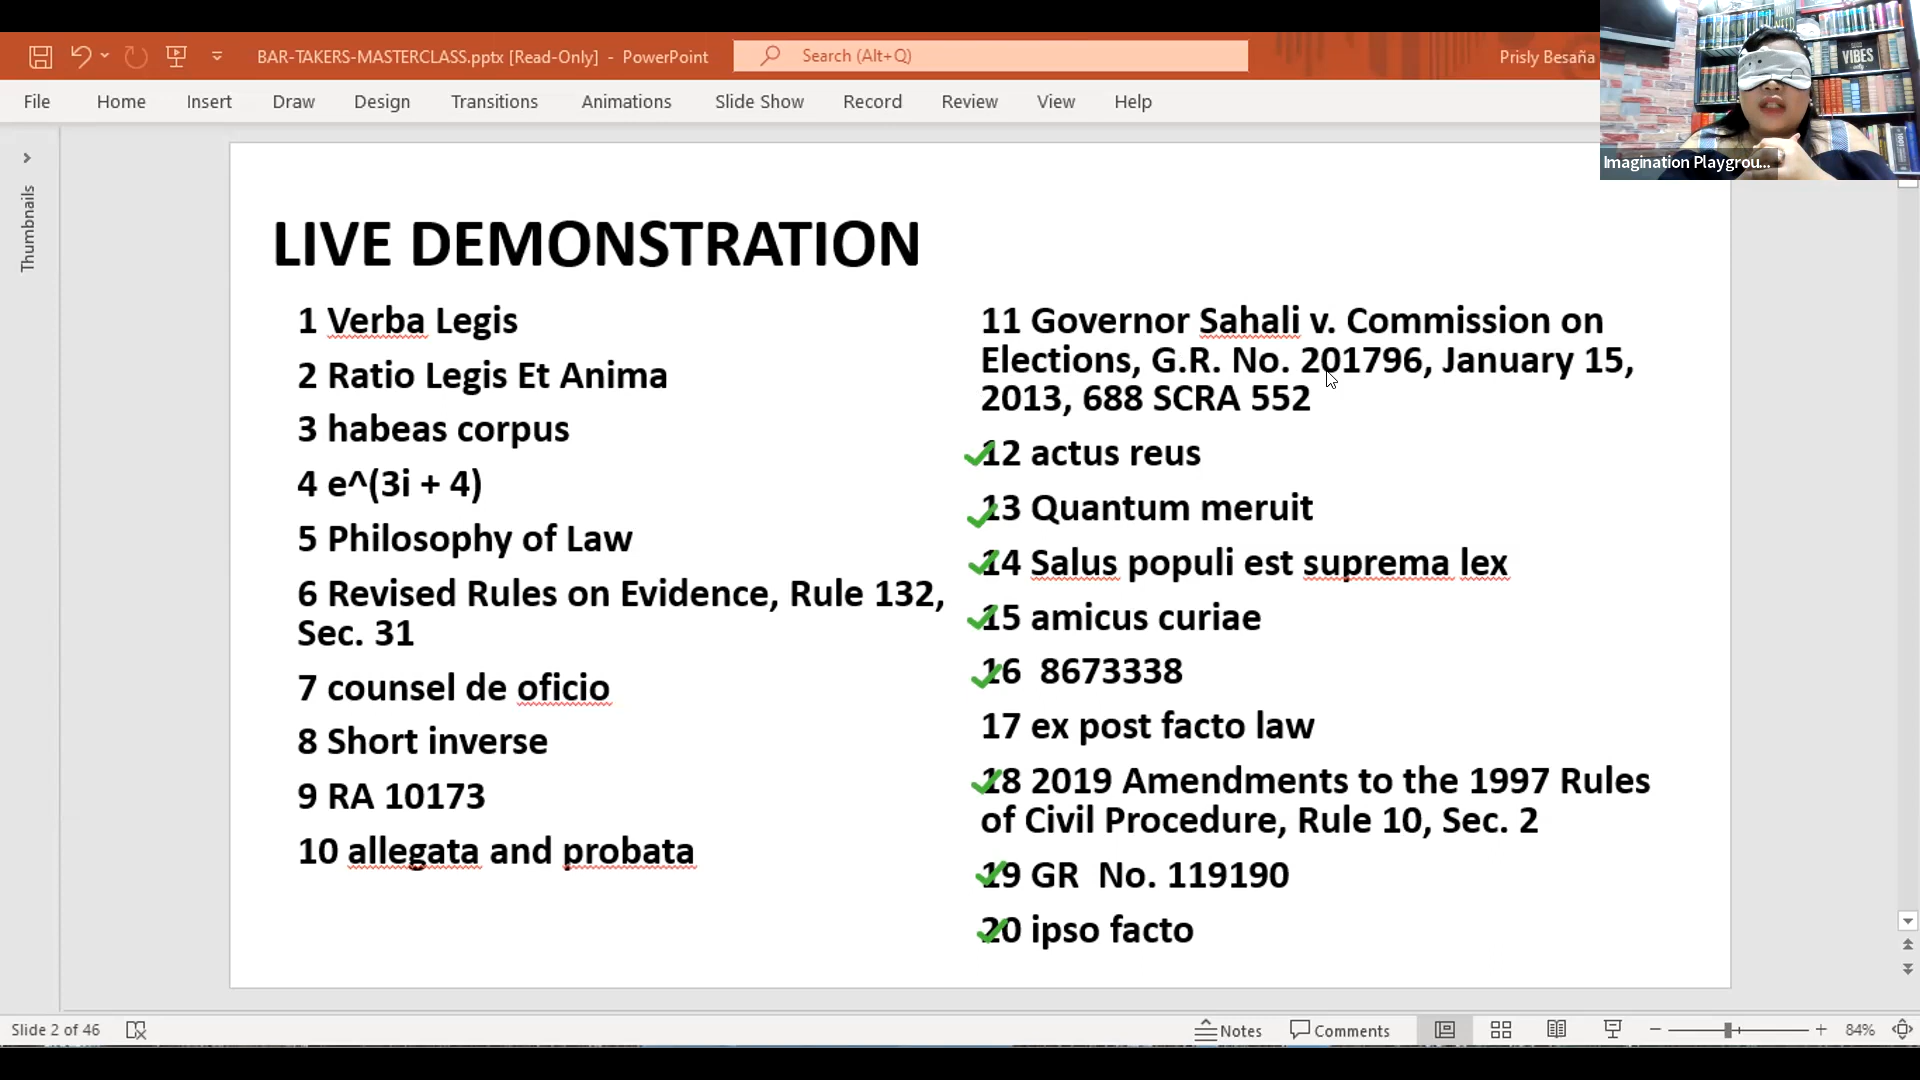 BAR-TAKERS-MASTERCLASS.pptx [Read-Only] - PowerPoint
Search (Alt+Q)
Prisly Besaña
File Home Insert Draw Design Transitions Animations Slide Show Record Review View Help
VIBES
Imagination Playgrou...
Thumbnails
LIVE DEMONSTRATION
1 Verba Legis
2 Ratio Legis Et Anima
3 habeas corpus
4 e^(3i + 4)
5 Philosophy of Law
6 Revised Rules on Evidence, Rule 132,
Sec. 31
7 counsel de oficio
8 Short inverse
9 RA 10173
10 allegata and probata
11 Governor Sahali v. Commission on
Elections, G.R. No. 201796, January 15,
2013, 688 SCRA 552
12 actus reus
13 Quantum meruit
14 Salus populi est suprema lex
15 amicus curiae
16 8673338
17 ex post facto law
18 2019 Amendments to the 1997 Rules
of Civil Procedure, Rule 10, Sec. 2
19 GR No. 119190
20 ipso facto
Slide 2 of 46
Notes
Comments
84%